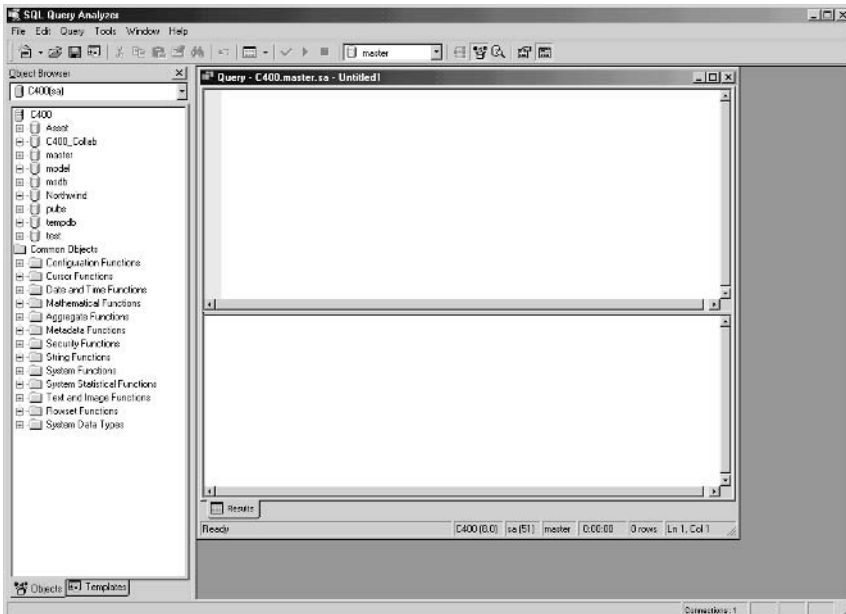 SQL Query Analyzer
File Edit Query Tools Window Help
master
Object Browser
C400(sa)
C400
Asset
C400_Collab
master
model
msdb
Northwind
pubs
tempdb
test
Common Objects
Configuration Functions
Cursor Functions
Date and Time Functions
Mathematical Functions
Aggregate Functions
Metadata Functions
Security Functions
String Functions
System Functions
System Statistical Functions
Text and Image Functions
Rowset Functions
System Data Types
Objects Templates
Query - C400.master.sa - Untitled1
Results
Ready C400 (8.0) sa (51) master 0:00:00 0 rows Ln 1, Col 1
Connections: 1